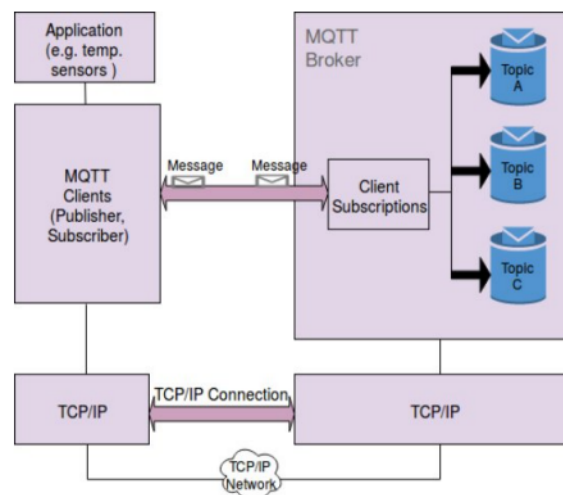 Application
(e.g. temp.
sensors )
MQTT
Clients
(Publisher,
Subscriber)
Message
Message
MQTT
Broker
Client
Subscriptions
Topic
A
Topic
B
Topic
C
TCP/IP
TCP/IP Connection
TCP/IP
TCP/IP
Network